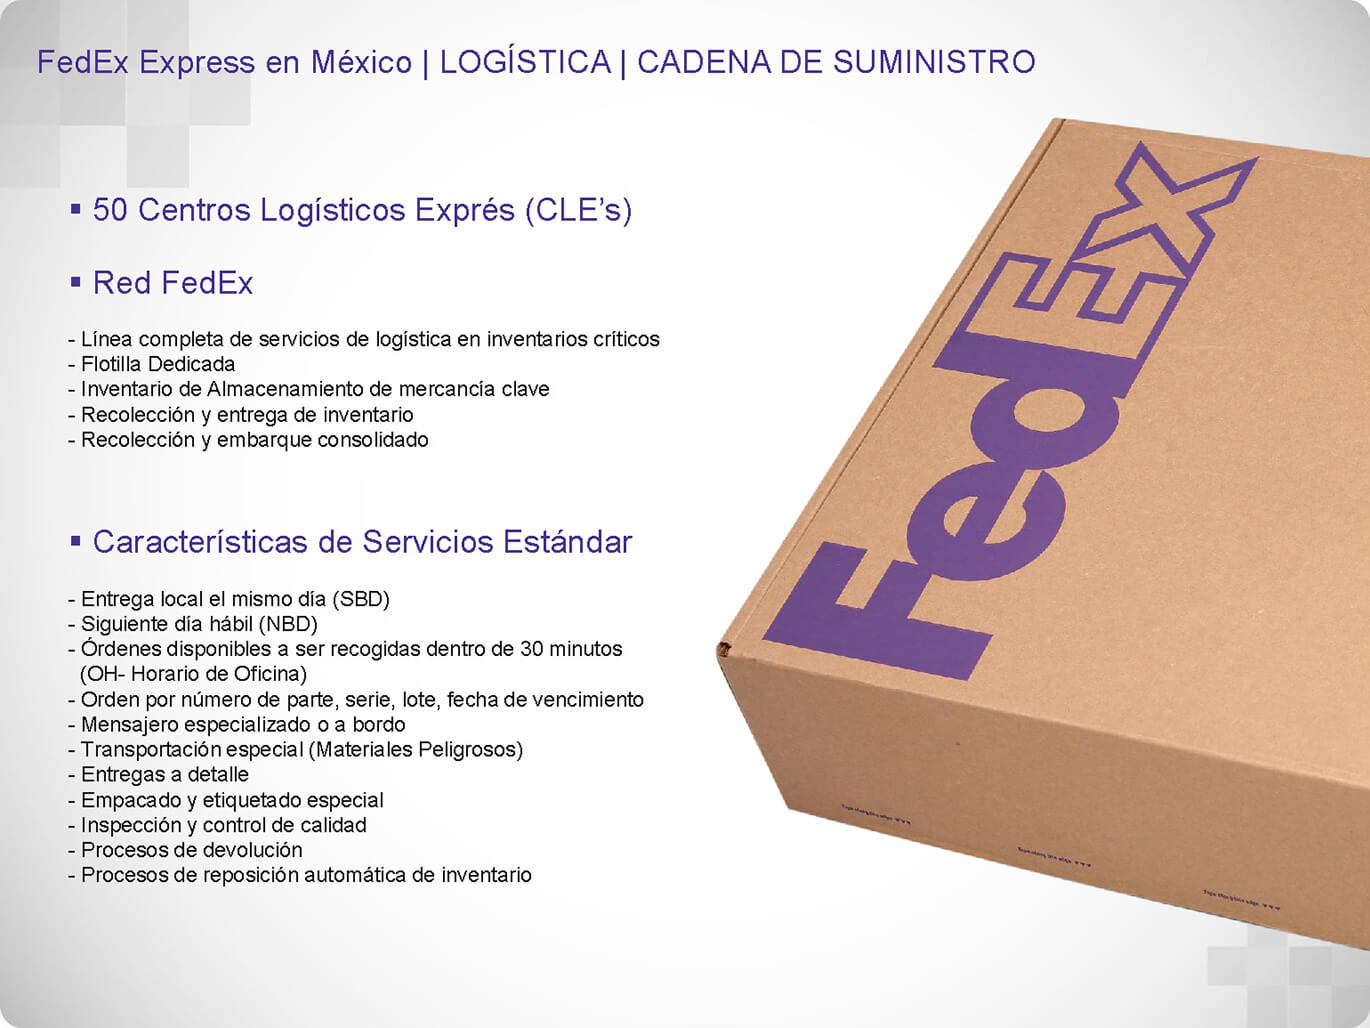 FedEx Express en México | LOGÍSTICA | CADENA DE SUMINISTRO
▪ 50 Centros Logísticos Exprés (CLE’s)
▪ Red FedEx
- Línea completa de servicios de logística en inventarios críticos
- Flotilla Dedicada
- Inventario de Almacenamiento de mercancía clave
- Recolección y entrega de inventario
- Recolección y embarque consolidado
▪ Características de Servicios Estándar
- Entrega local el mismo día (SBD)
- Siguiente día hábil (NBD)
- Órdenes disponibles a ser recogidas dentro de 30 minutos
(OH- Horario de Oficina)
- Orden por número de parte, serie, lote, fecha de vencimiento
- Mensajero especializado o a bordo
- Transportación especial (Materiales Peligrosos)
- Entregas a detalle
- Empacado y etiquetado especial
- Inspección y control de calidad
- Procesos de devolución
- Procesos de reposición automática de inventario
FedEx